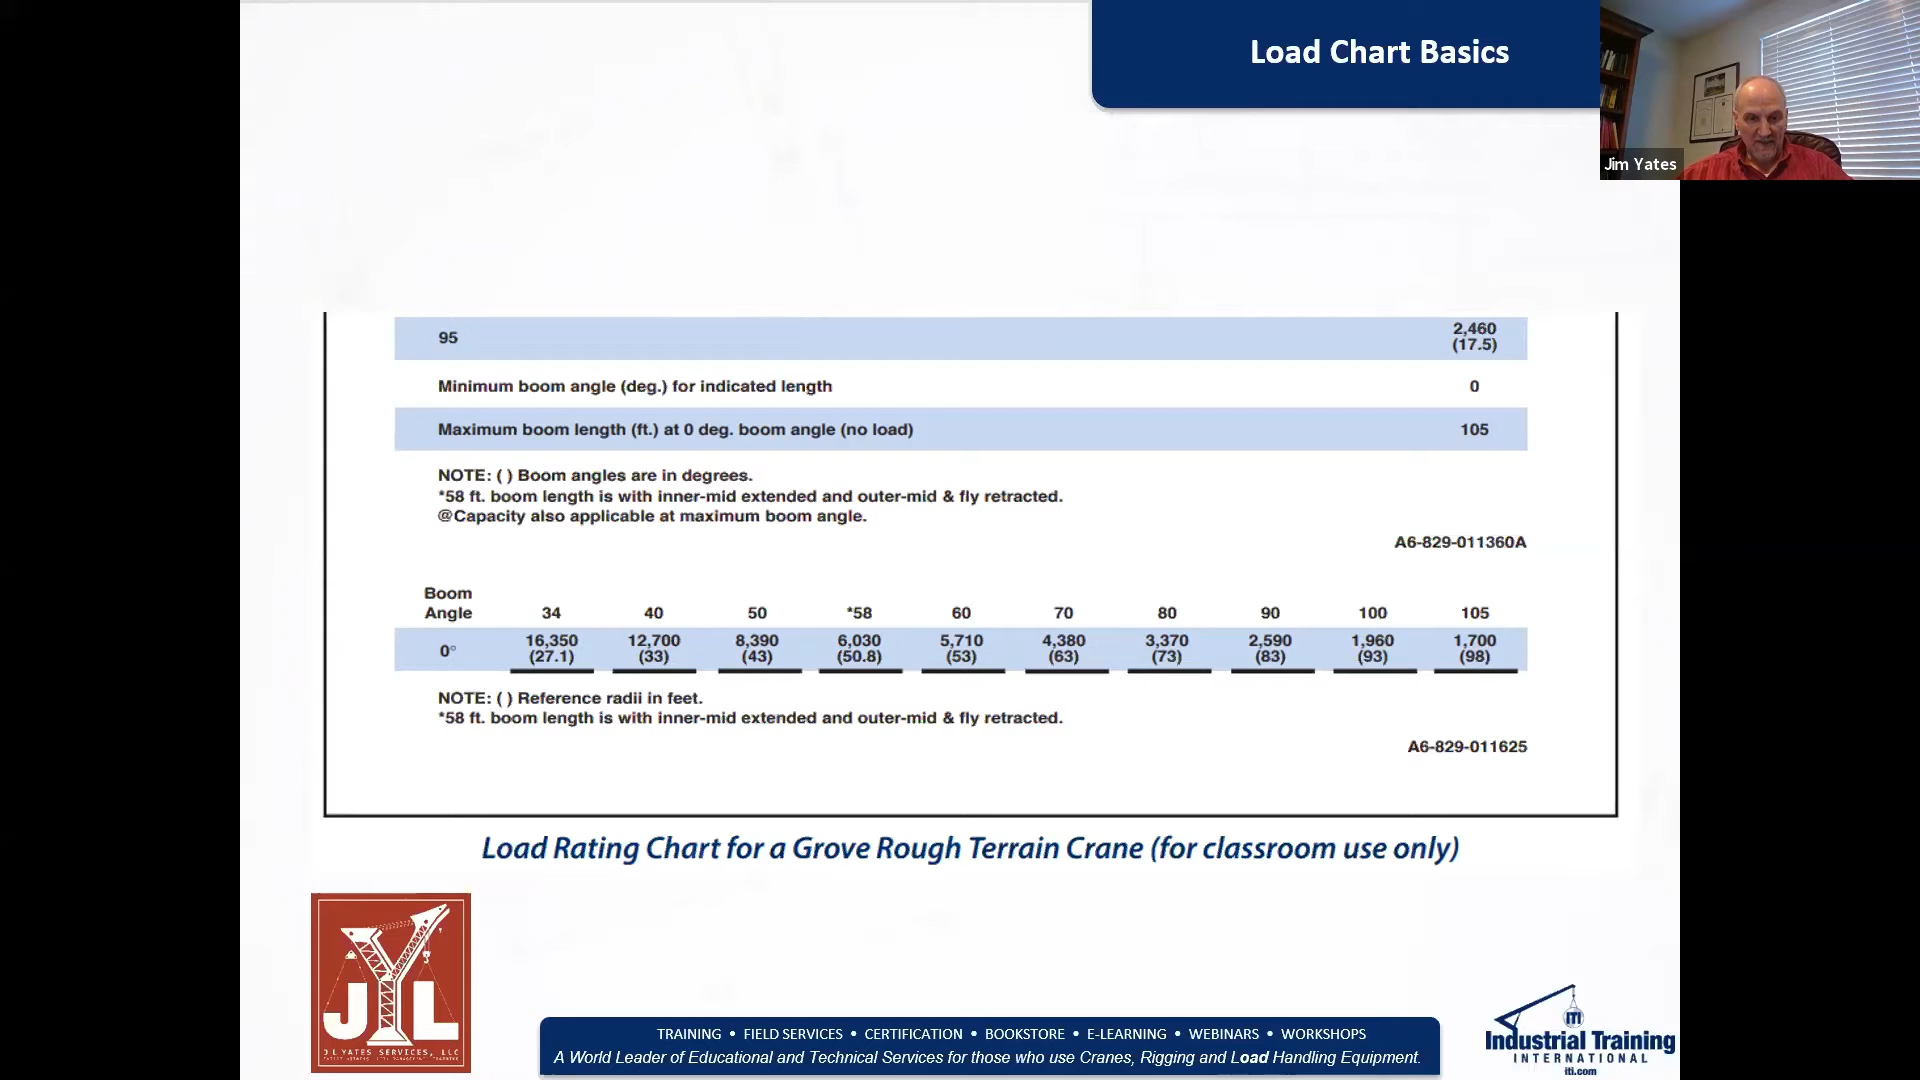 Load Chart Basics
Jim Yates
95 2,460
(17.5)
Minimum boom angle (deg.) for indicated length 0
Maximum boom length (ft.) at 0 deg. boom angle (no load) 105
NOTE: ( ) Boom angles are in degrees.
*58 ft. boom length is with inner-mid extended and outer-mid & fly retracted.
@Capacity also applicable at maximum boom angle.
A6-829-011360A
Boom
Angle 34 40 50 *58 60 70 80 90 100 105
0° 16,350 12,700 8,390 6,030 5,710 4,380 3,370 2,590 1,960 1,700
(27.1) (33) (43) (50.8) (53) (63) (73) (83) (93) (98)
NOTE: ( ) Reference radii in feet.
*58 ft. boom length is with inner-mid extended and outer-mid & fly retracted.
A6-829-011625
Load Rating Chart for a Grove Rough Terrain Crane (for classroom use only)
JYL
J L YATES SERVICES, LLC
TRAINING • FIELD SERVICES • CERTIFICATION • BOOKSTORE • E-LEARNING • WEBINARS • WORKSHOPS
A World Leader of Educational and Technical Services for those who use Cranes, Rigging and Load Handling Equipment.
ITI
Industrial Training
INTERNATIONAL
iti.com